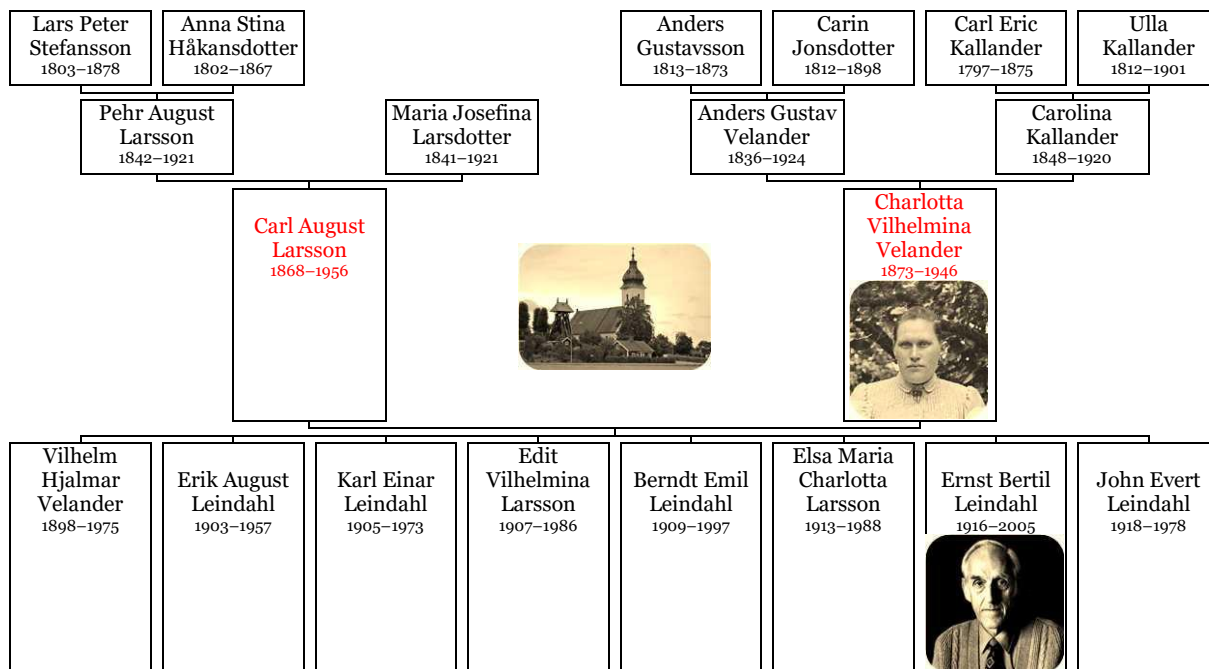 Lars Peter
Stefansson
1803–1878
Anna Stina
Håkansdotter
1802–1867
Anders
Gustavsson
1813–1873
Carin
Jonsdotter
1812–1898
Carl Eric
Kallander
1797–1875
Ulla
Kallander
1812–1901
Pehr August
Larsson
1842–1921
Maria Josefina
Larsdotter
1841–1921
Anders Gustav
Velander
1836–1924
Carolina
Kallander
1848–1920
Carl August
Larsson
1868–1956
Charlotta
Vilhelmina
Velander
1873–1946
Vilhelm
Hjalmar
Velander
1898–1975
Erik August
Leindahl
1903–1957
Karl Einar
Leindahl
1905–1973
Edit
Vilhelmina
Larsson
1907–1986
Berndt Emil
Leindahl
1909–1997
Elsa Maria
Charlotta
Larsson
1913–1988
Ernst Bertil
Leindahl
1916–2005
John Evert
Leindahl
1918–1978